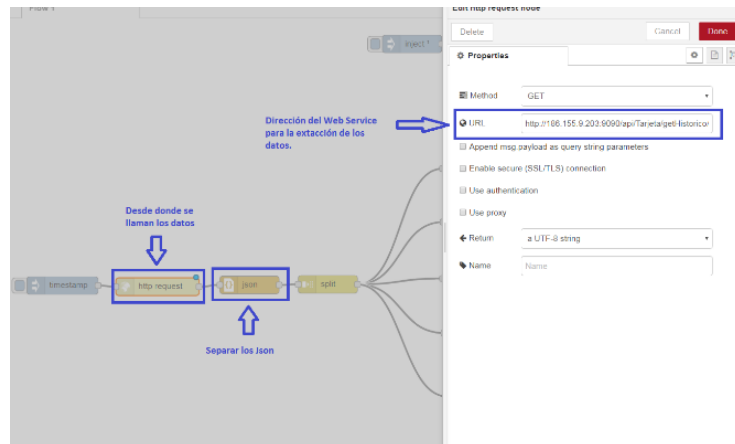 Flow 1
Edit http request node
Delete
Cancel
Done
Properties
inject *
Method
GET
Dirección del Web Service
para la extacción de los
datos.
URL
http://186.155.9.203:9090/api/Tarjeta/getHistorico
Append msg payload as query string parameters
Enable secure (SSL/TLS) connection
Use authentication
Use proxy
Desde donde se
llaman los datos
Return
a UTF-8 string
Name
Name
timestamp
http request
json
split
Separar los Json